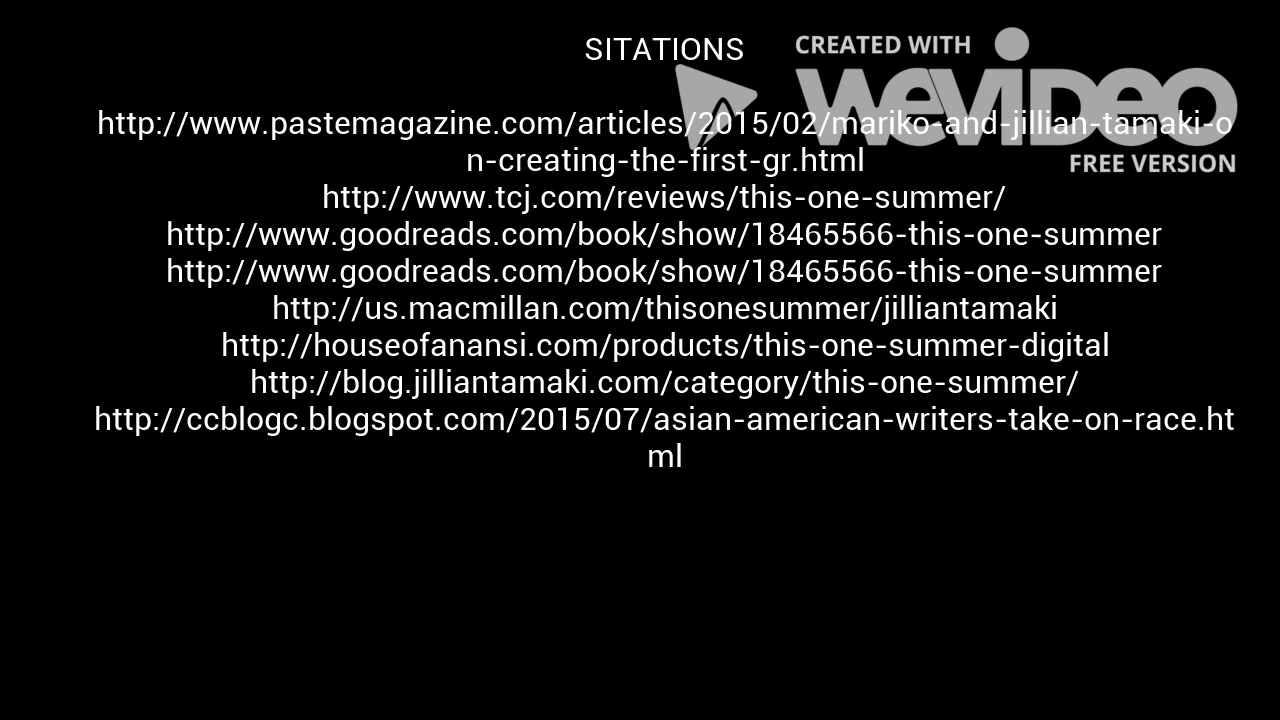 SITATIONS
CREATED WITH
WEVIDEO
FREE VERSION
http://www.pastemagazine.com/articles/2015/02/mariko-and-jillian-tamaki-o
n-creating-the-first-gr.html
http://www.tcj.com/reviews/this-one-summer/
http://www.goodreads.com/book/show/18465566-this-one-summer
http://www.goodreads.com/book/show/18465566-this-one-summer
http://us.macmillan.com/thisonesummer/jilliantamaki
http://houseofanansi.com/products/this-one-summer-digital
http://blog.jilliantamaki.com/category/this-one-summer/
http://ccblogc.blogspot.com/2015/07/asian-american-writers-take-on-race.ht
ml